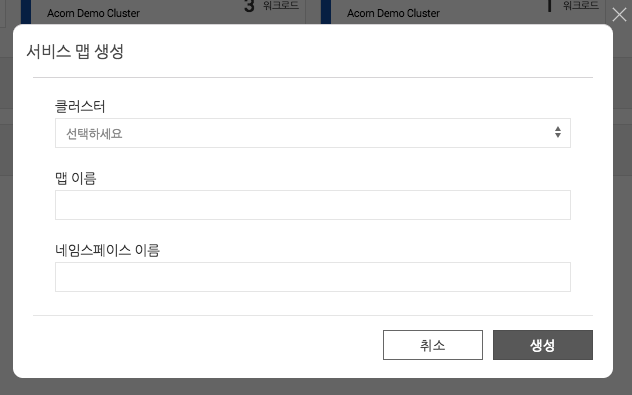 3 워크로드
Acorn Demo Cluster
1 워크로드
Acorn Demo Cluster
서비스 맵 생성
클러스터
선택하세요
맵 이름
네임스페이스 이름
취소
생성